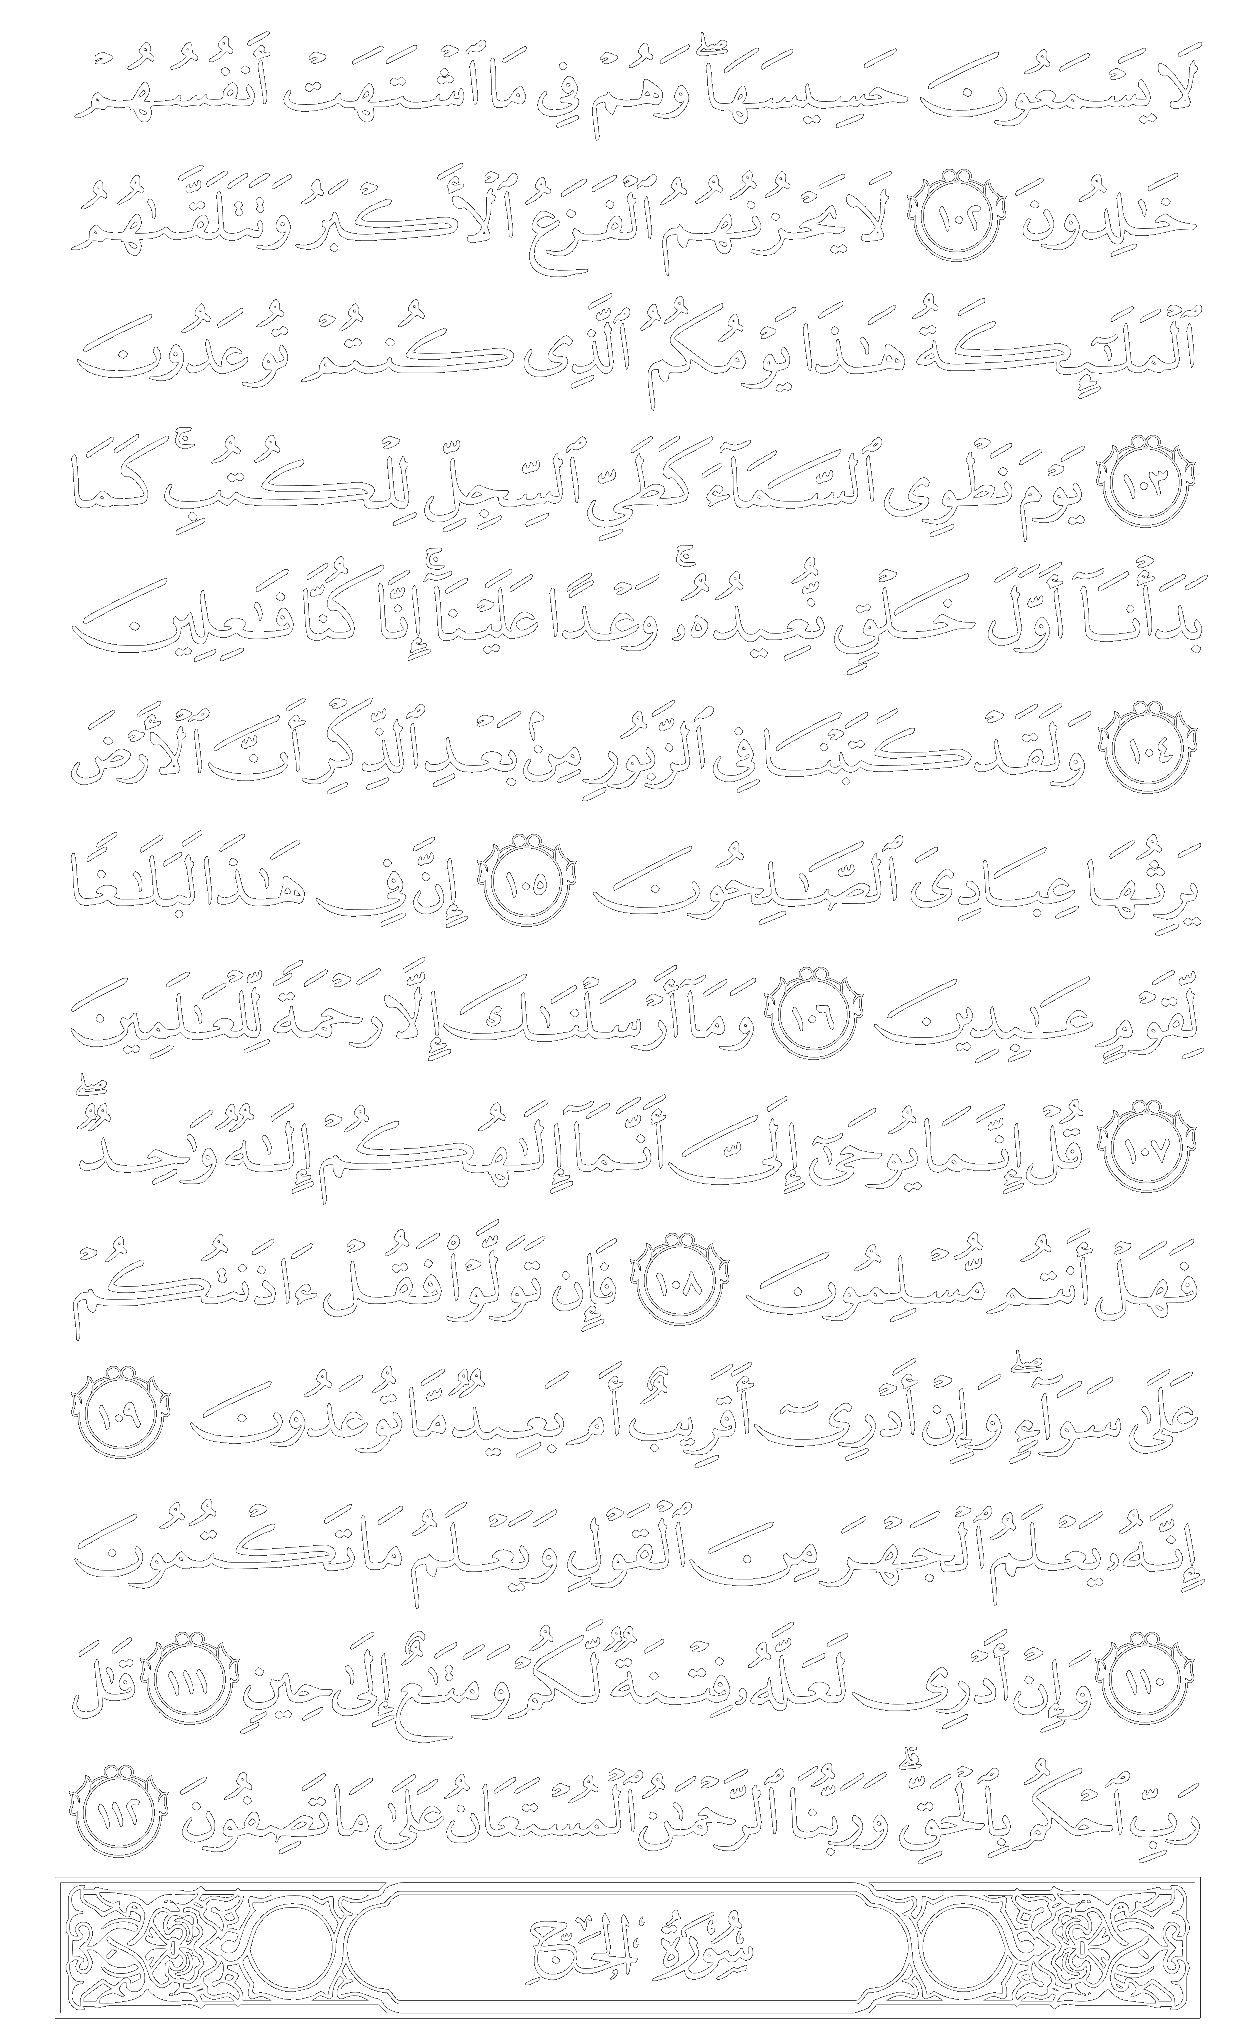 لَا يَسْمَعُونَ حَسِيسَهَا ۖ وَهُمْ فِي مَا ٱشْتَهَتْ أَنفُسُهُمْ
خَٰلِدُونَ ١٠٢ لَا يَحْزُنُهُمُ ٱلْفَزَعُ ٱلْأَكْبَرُ وَتَتَلَقَّىٰهُمُ
ٱلْمَلَٰٓئِكَةُ هَٰذَا يَوْمُكُمُ ٱلَّذِى كُنتُمْ تُوعَدُونَ
١٠٣ يَوْمَ نَطْوِى ٱلسَّمَآءَ كَطَىِّ ٱلسِّجِلِّ لِلْكُتُبِ ۚ كَمَا
بَدَأْنَآ أَوَّلَ خَلْقٍ نُّعِيدُهُۥ ۚ وَعْدًا عَلَيْنَآ ۚ إِنَّا كُنَّا فَٰعِلِينَ
١٠٤ وَلَقَدْ كَتَبْنَا فِى ٱلزَّبُورِ مِنۢ بَعْدِ ٱلذِّكْرِ أَنَّ ٱلْأَرْضَ
يَرِثُهَا عِبَادِىَ ٱلصَّٰلِحُونَ ١٠٥ إِنَّ فِى هَٰذَا لَبَلَٰغًا
لِّقَوْمٍ عَٰبِدِينَ ١٠٦ وَمَآ أَرْسَلْنَٰكَ إِلَّا رَحْمَةً لِّلْعَٰلَمِينَ
١٠٧ قُلْ إِنَّمَا يُوحَىٰٓ إِلَىَّ أَنَّمَآ إِلَٰهُكُمْ إِلَٰهٌ وَٰحِدٌ ۖ
فَهَلْ أَنتُم مُّسْلِمُونَ ١٠٨ فَإِن تَوَلَّوْا۟ فَقُلْ ءَاذَنتُكُمْ
عَلَىٰ سَوَآءٍ ۖ وَإِنْ أَدْرِىٓ أَقَرِيبٌ أَم بَعِيدٌ مَّا تُوعَدُونَ ١٠٩
إِنَّهُۥ يَعْلَمُ ٱلْجَهْرَ مِنَ ٱلْقَوْلِ وَيَعْلَمُ مَا تَكْتُمُونَ
١١٠ وَإِنْ أَدْرِى لَعَلَّهُۥ فِتْنَةٌ لَّكُمْ وَمَتَٰعٌ إِلَىٰ حِينٍ ١١١ قَٰلَ
رَبِّ ٱحْكُم بِٱلْحَقِّ ۗ وَرَبُّنَا ٱلرَّحْمَٰنُ ٱلْمُسْتَعَانُ عَلَىٰ مَا تَصِفُونَ ١١٢
سُورَةُ الْحَجِّ